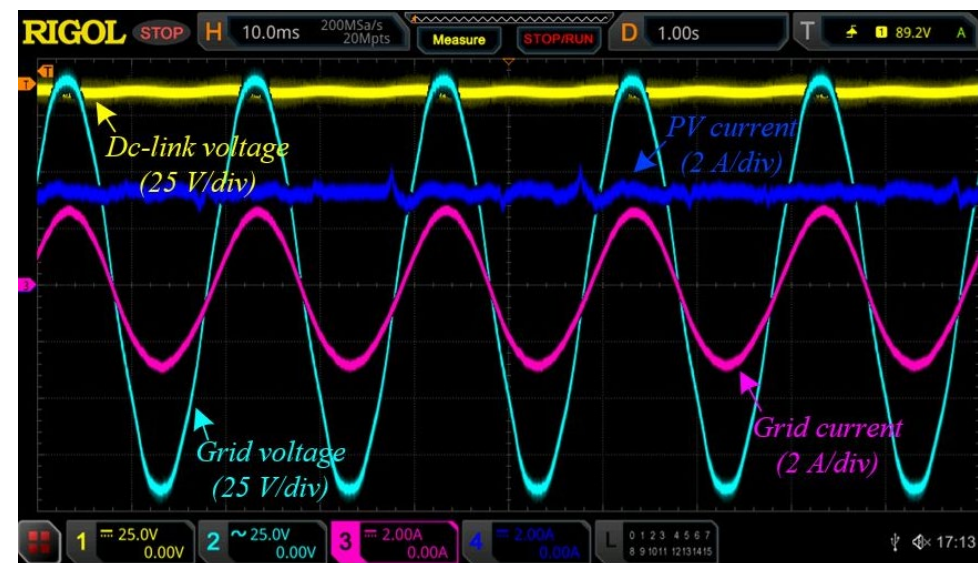 RIGOL STOP H 10.0ms 200MSa/s 20Mpts Measure STOP/RUN D 1.00s T 1 89.2V A
T
T
Dc-link voltage
(25 V/div)
PV current
(2 A/div)
3
Grid voltage
(25 V/div)
Grid current
(2 A/div)
1 25.0V 0.00V 2 25.0V 0.00V 3 2.00A 0.00A 4 2.00A 0.00A L 0 1 2 3 4 5 6 7
8 9 10 11 12 13 14 15
17:13